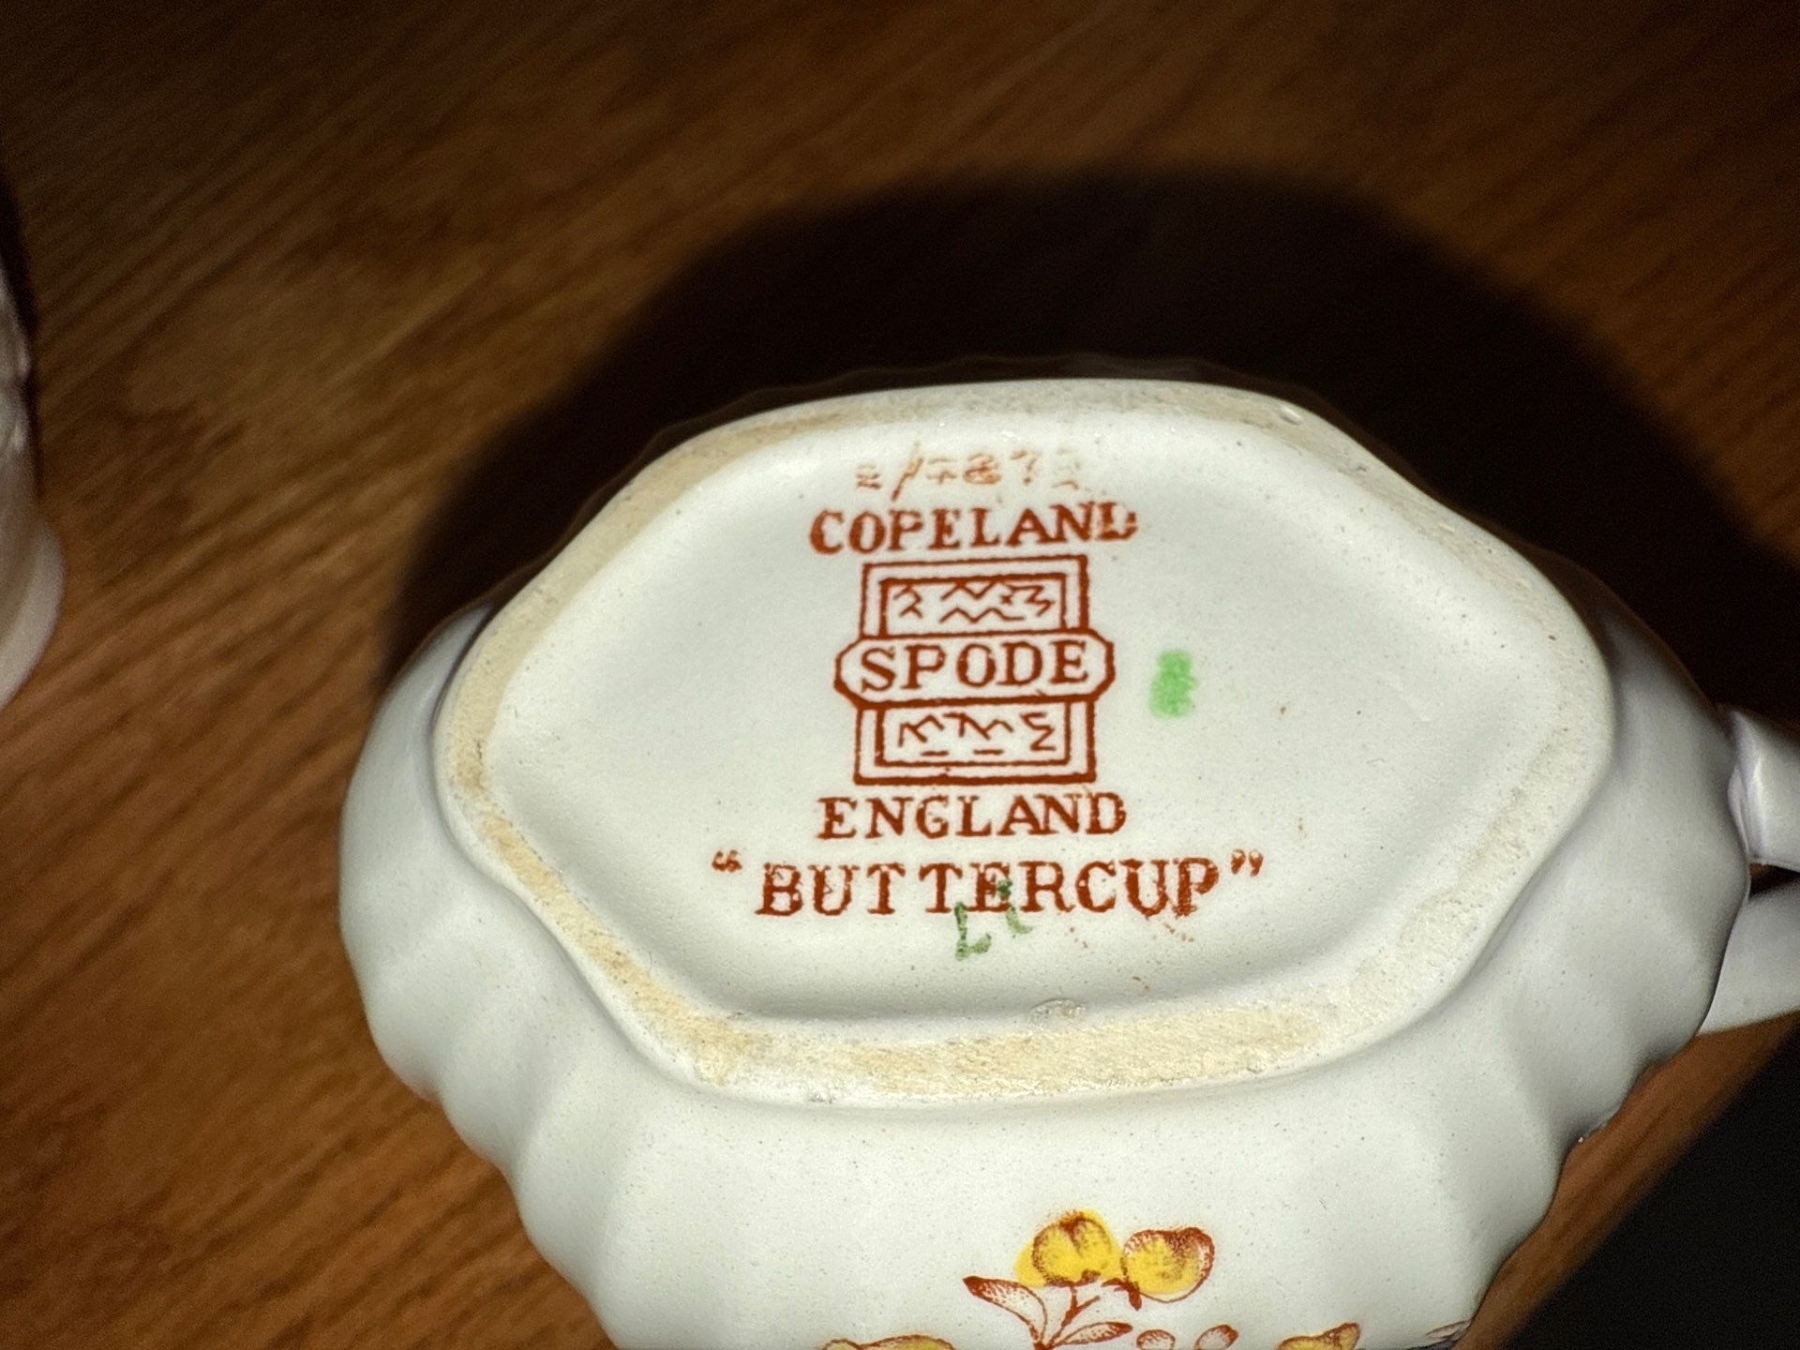 COPELAND
SPODE
ENGLAND
“BUTTERCUP”